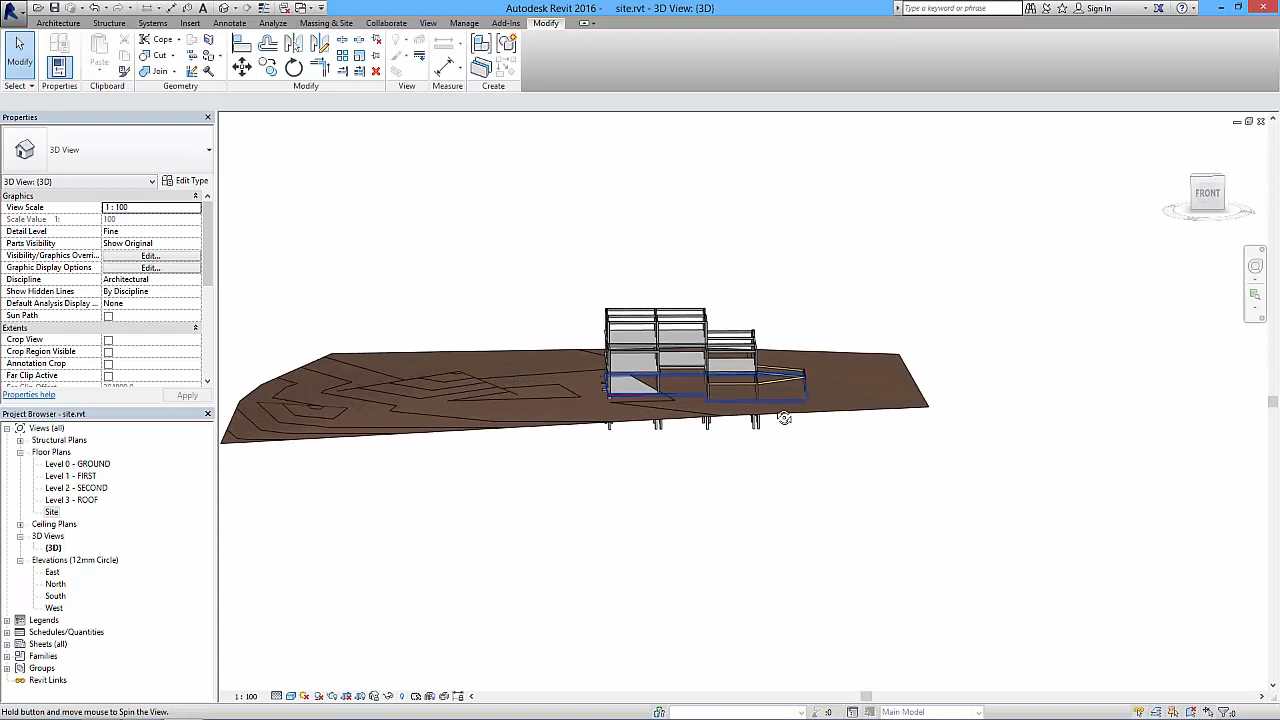 Autodesk Revit 2016 - site.rvt - 3D View: {3D}
Type a keyword or phrase
Sign In
Architecture Structure Systems Insert Annotate Analyze Massing & Site Collaborate View Manage Add-Ins Modify
Modify Paste Cope Cut Join
Select Properties Clipboard Geometry Modify View Measure Create
Properties
3D View
3D View: {3D} Edit Type
Graphics
View Scale 1 : 100
Scale Value 1: 100
Detail Level Fine
Parts Visibility Show Original
Visibility/Graphics Overri... Edit...
Graphic Display Options Edit...
Discipline Architectural
Show Hidden Lines By Discipline
Default Analysis Display ... None
Sun Path
Extents
Crop View
Crop Region Visible
Annotation Crop
Far Clip Active
Properties help Apply
Project Browser - site.rvt
Views (all)
Structural Plans
Floor Plans
Level 0 - GROUND
Level 1 - FIRST
Level 2 - SECOND
Level 3 - ROOF
Site
Ceiling Plans
3D Views
{3D}
Elevations (12mm Circle)
East
North
South
West
Legends
Schedules/Quantities
Sheets (all)
Families
Groups
Revit Links
FRONT
1 : 100
Hold button and move mouse to Spin the View.
:0
Main Model
:0